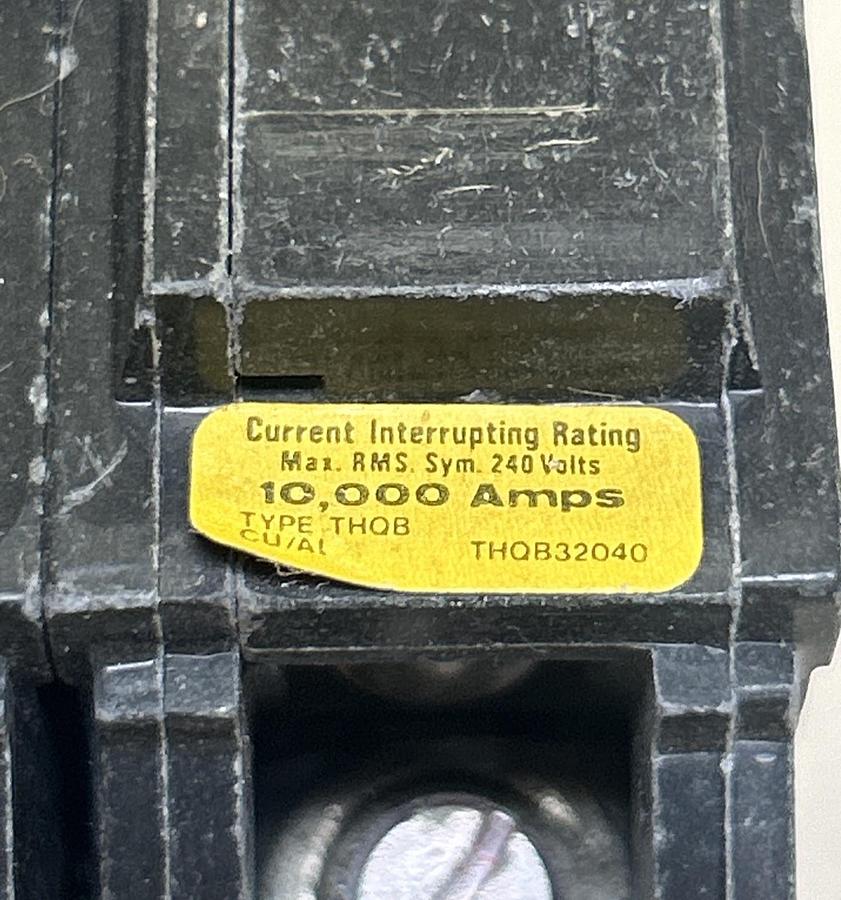 Current Interrupting Rating
Max. RMS. Sym. 240 Volts
10,000 Amps
TYPE THQB
CU/AL
THQB32040